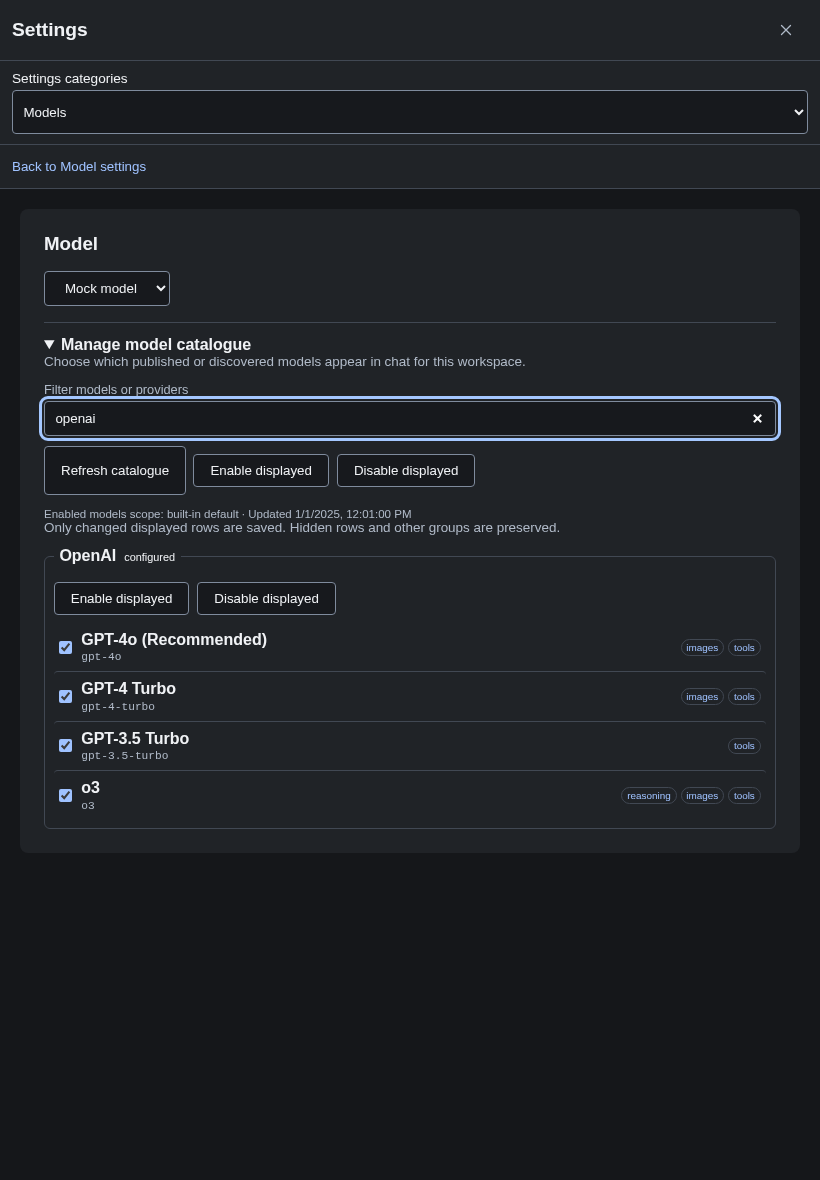 Settings
Settings categories
Models
Back to Model settings
Model
Mock model
Manage model catalogue
Choose which published or discovered models appear in chat for this workspace.
Filter models or providers
openai
Refresh catalogue Enable displayed Disable displayed
Enabled models scope: built-in default · Updated 1/1/2025, 12:01:00 PM
Only changed displayed rows are saved. Hidden rows and other groups are preserved.
OpenAI configured
Enable displayed Disable displayed
GPT-4o (Recommended)
gpt-4o
images tools
GPT-4 Turbo
gpt-4-turbo
images tools
GPT-3.5 Turbo
gpt-3.5-turbo
tools
o3
o3
reasoning images tools